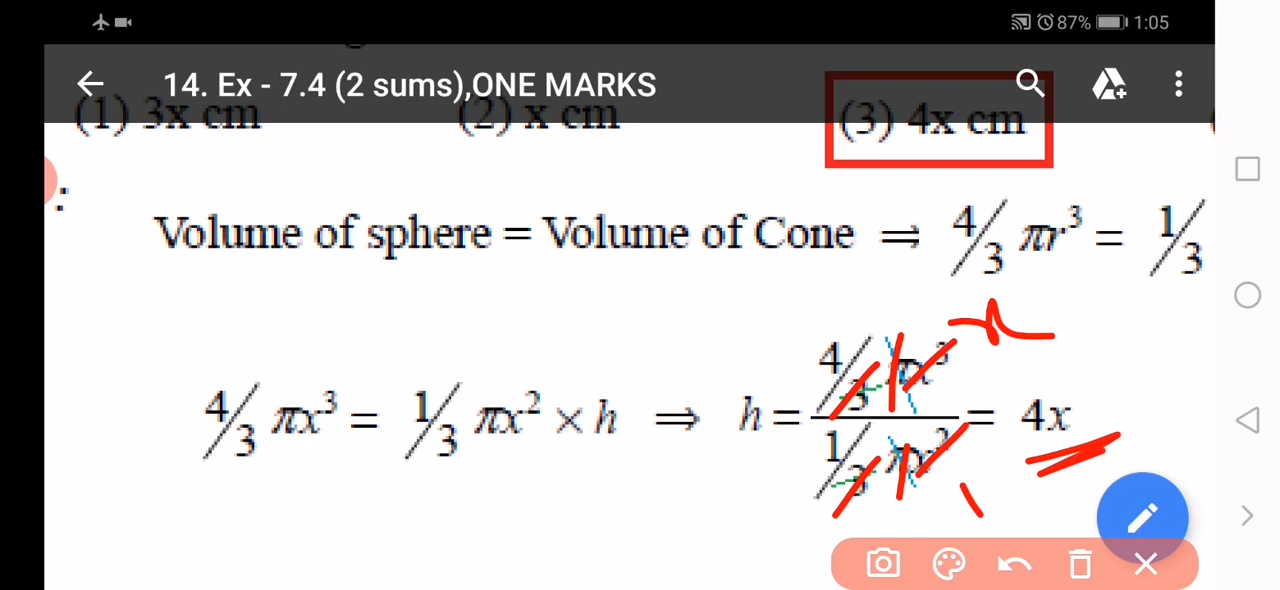 87% 1:05
14. Ex - 7.4 (2 sums),ONE MARKS
(1) 3x cm (2) x cm (3) 4x cm
:
Volume of sphere = Volume of Cone ⇒ 4/3 πr³ = 1/3
x
4/3 πx³ = 1/3 πx² × h ⇒ h = (4/3 πx³)/(1/3 πx²) = 4x